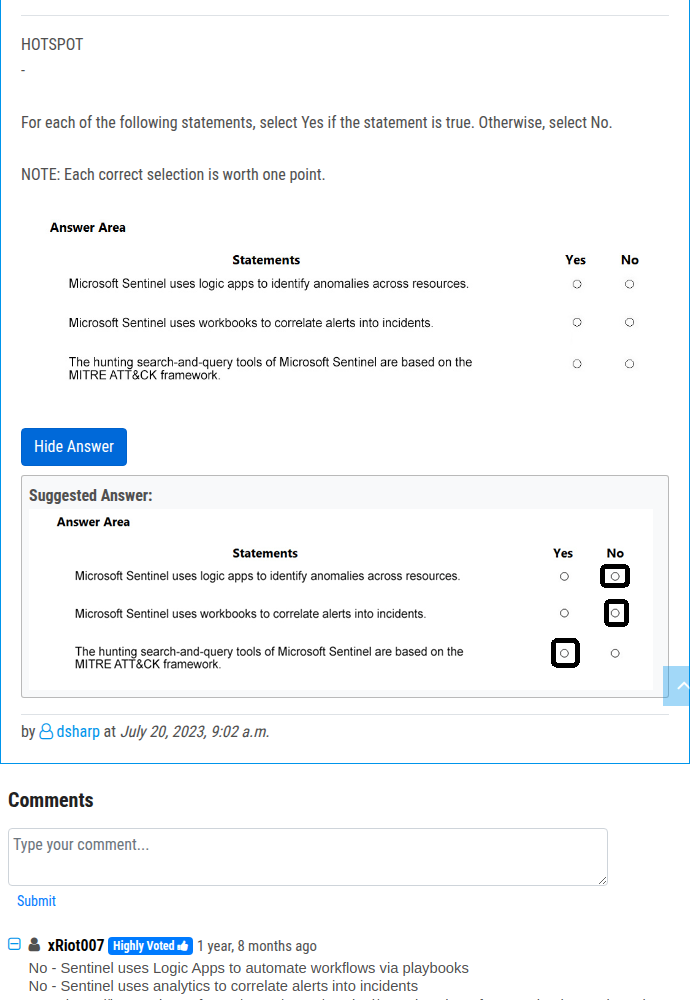 HOTSPOT
-
For each of the following statements, select Yes if the statement is true. Otherwise, select No.
NOTE: Each correct selection is worth one point.
Answer Area
Statements Yes No
Microsoft Sentinel uses logic apps to identify anomalies across resources.
Microsoft Sentinel uses workbooks to correlate alerts into incidents.
The hunting search-and-query tools of Microsoft Sentinel are based on the
MITRE ATT&CK framework.
Hide Answer
Suggested Answer:
Answer Area
Statements Yes No
Microsoft Sentinel uses logic apps to identify anomalies across resources.
Microsoft Sentinel uses workbooks to correlate alerts into incidents.
The hunting search-and-query tools of Microsoft Sentinel are based on the
MITRE ATT&CK framework.
by dsharp at July 20, 2023, 9:02 a.m.
Comments
Type your comment...
Submit
xRiot007 Highly Voted 1 year, 8 months ago
No - Sentinel uses Logic Apps to automate workflows via playbooks
No - Sentinel uses analytics to correlate alerts into incidents